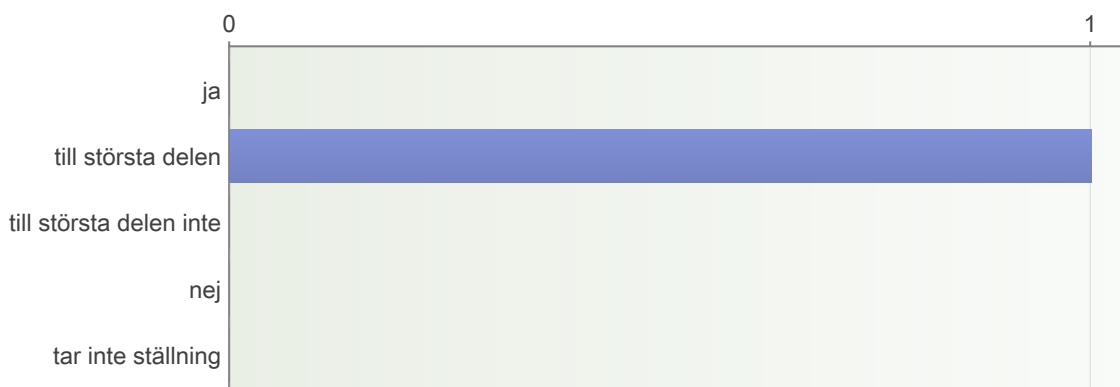 0 1
ja
till största delen
till största delen inte
nej
tar inte ställning